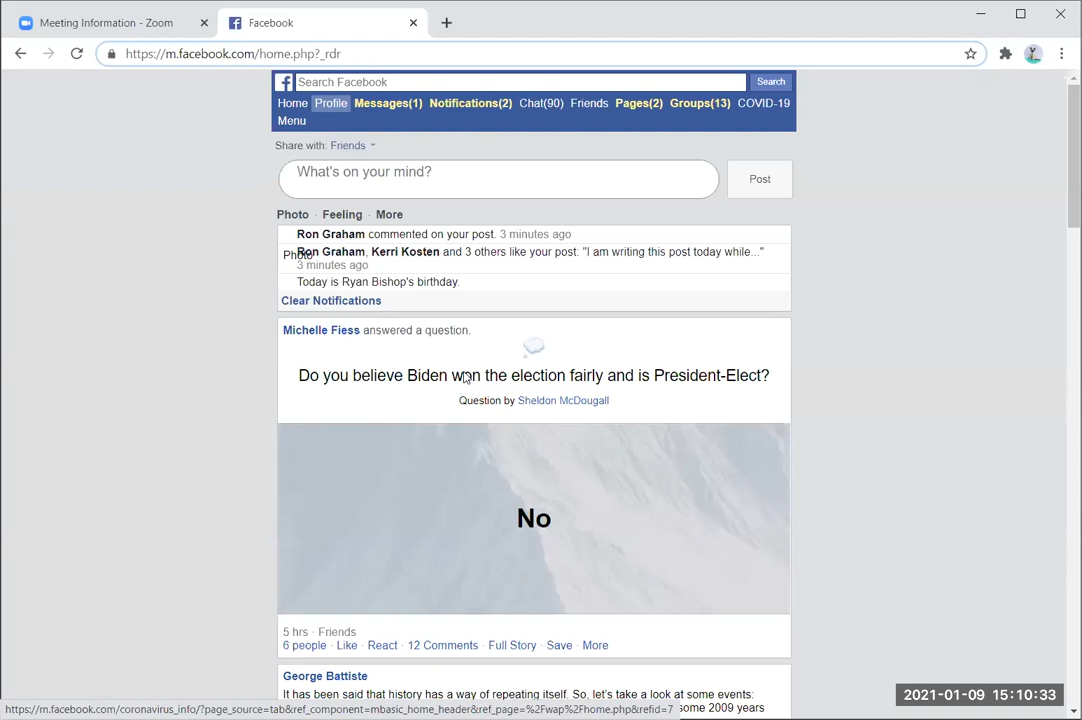 Meeting Information - Zoom
Facebook
https://m.facebook.com/home.php?_rdr
Search Facebook
Search
Home Profile Messages(1) Notifications(2) Chat(90) Friends Pages(2) Groups(13) COVID-19
Menu
Share with: Friends
What's on your mind?
Post
Photo · Feeling · More
Ron Graham commented on your post. 3 minutes ago
Photo
Ron Graham, Kerri Kosten and 3 others like your post: "I am writing this post today while..."
3 minutes ago
Today is Ryan Bishop's birthday.
Clear Notifications
Michelle Fiess answered a question.
Do you believe Biden won the election fairly and is President-Elect?
Question by Sheldon McDougall
No
5 hrs · Friends
6 people · Like · React · 12 Comments · Full Story · Save · More
George Battiste
It has been said that history has a way of repeating itself. So, let's take a look at some events:
some 2009 years
https://m.facebook.com/coronavirus_info/?page_source=tab&ref_component=mbasic_home_header&ref_page=%2Fwap%2Fhome.php&refid=7
2021-01-09 15:10:33